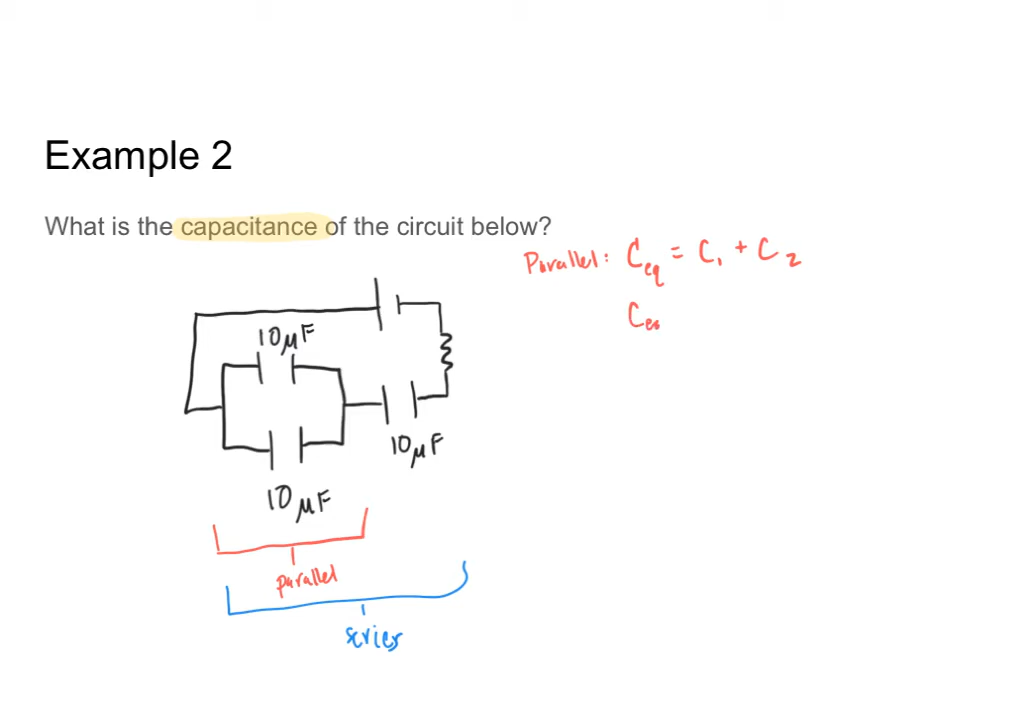 Example 2
What is the capacitance of the circuit below?
Parallel: Ceq = C1 + C2
Ce
10μF
10μF
10μF
parallel
series